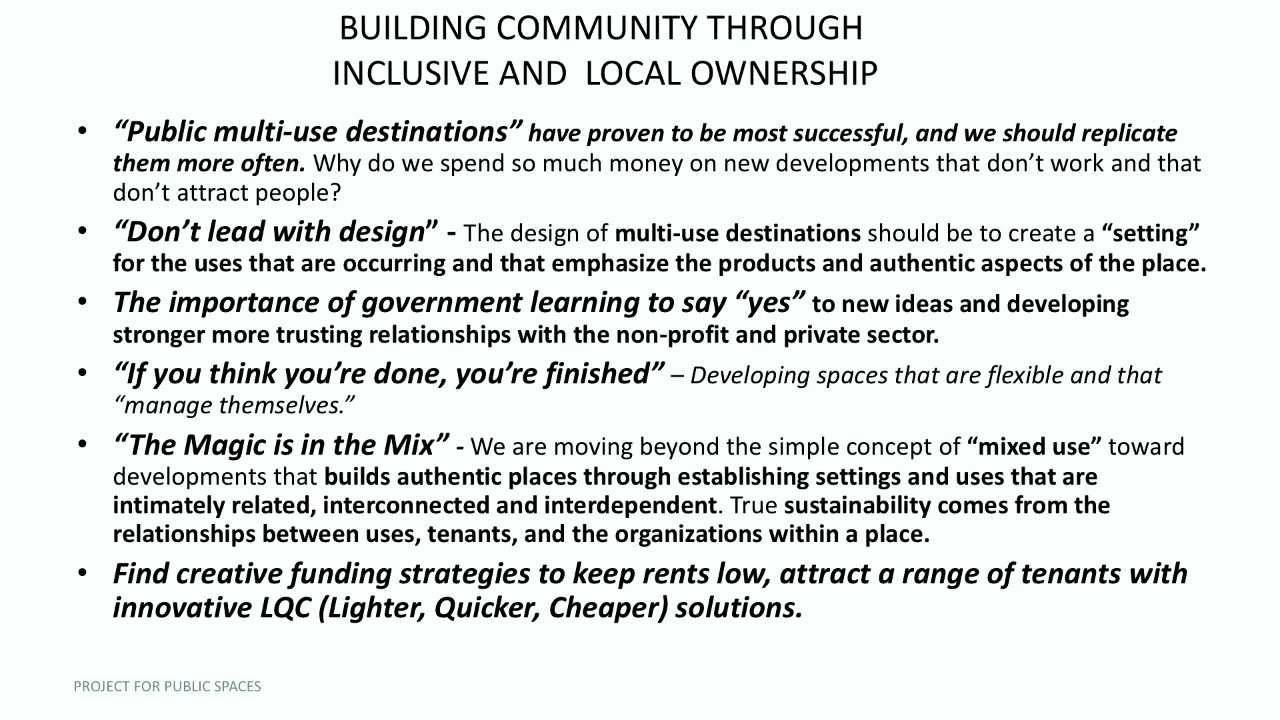 BUILDING COMMUNITY THROUGH
INCLUSIVE AND  LOCAL OWNERSHIP
• “Public multi-use destinations” have proven to be most successful, and we should replicate
them more often. Why do we spend so much money on new developments that don’t work and that
don’t attract people?
• “Don’t lead with design” - The design of multi-use destinations should be to create a “setting”
for the uses that are occurring and that emphasize the products and authentic aspects of the place.
• The importance of government learning to say “yes” to new ideas and developing
stronger more trusting relationships with the non-profit and private sector.
• “If you think you’re done, you’re finished” – Developing spaces that are flexible and that
“manage themselves.”
• “The Magic is in the Mix” - We are moving beyond the simple concept of “mixed use” toward
developments that builds authentic places through establishing settings and uses that are
intimately related, interconnected and interdependent. True sustainability comes from the
relationships between uses, tenants, and the organizations within a place.
• Find creative funding strategies to keep rents low, attract a range of tenants with
innovative LQC (Lighter, Quicker, Cheaper) solutions.
PROJECT FOR PUBLIC SPACES